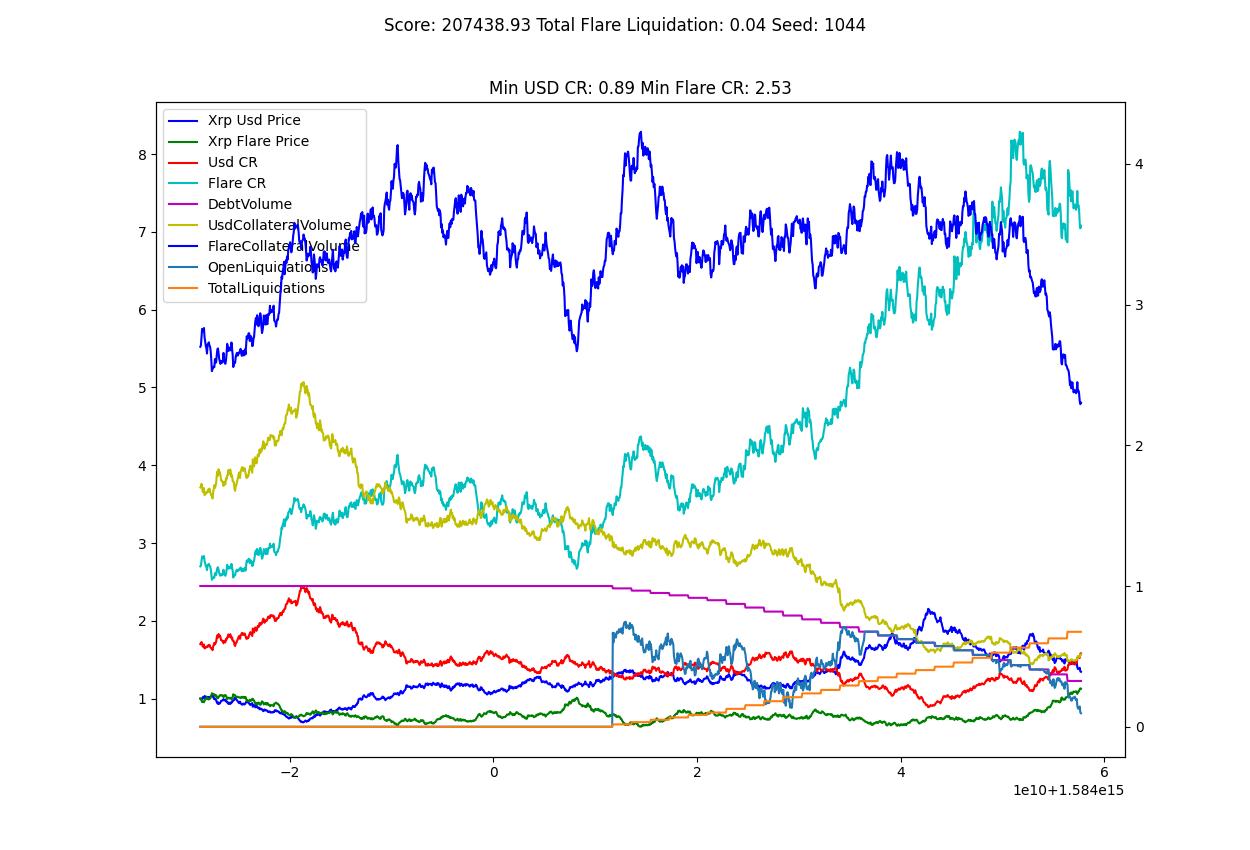 Score: 207438.93 Total Flare Liquidation: 0.04 Seed: 1044
Min USD CR: 0.89 Min Flare CR: 2.53
Xrp Usd Price
Xrp Flare Price
Usd CR
Flare CR
DebtVolume
UsdCollateralVolume
FlareCollateralVolume
OpenLiquidations
TotalLiquidations
8
7
6
5
4
3
2
1
4
3
2
1
0
−2
0
2
4
6
1e10+1.584e15